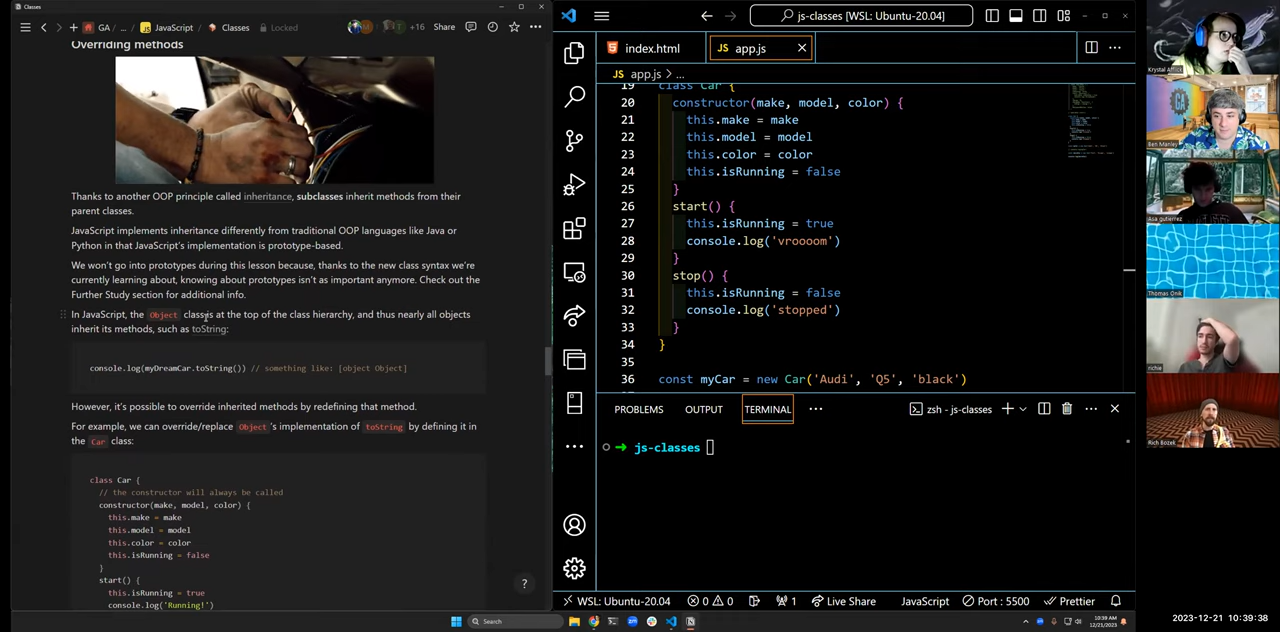 Classes
GA / ... / JavaScript / Classes Locked
M T +16 Share
Overriding methods
Thanks to another OOP principle called inheritance, subclasses inherit methods from their
parent classes.
JavaScript implements inheritance differently from traditional OOP languages like Java or
Python in that JavaScript's implementation is prototype-based.
We won't go into prototypes during this lesson because, thanks to the new class syntax we're
currently learning about, knowing about prototypes isn't as important anymore. Check out the
Further Study section for additional info.
In JavaScript, the Object class is at the top of the class hierarchy, and thus nearly all objects
inherit its methods, such as toString:
console.log(myDreamCar.toString()) // something like: [object Object]
However, it's possible to override inherited methods by redefining that method.
For example, we can override/replace Object's implementation of toString by defining it in
the Car class:
class Car {
// the constructor will always be called
constructor(make, model, color) {
this.make = make
this.model = model
this.color = color
this.isRunning = false
}
start() {
this.isRunning = true
console.log('Running!')
?
js-classes [WSL: Ubuntu-20.04]
index.html
JS app.js
JS app.js > ...
19 class Car {
20 constructor(make, model, color) {
21 this.make = make
22 this.model = model
23 this.color = color
24 this.isRunning = false
25 }
26 start() {
27 this.isRunning = true
28 console.log('vroooom')
29 }
30 stop() {
31 this.isRunning = false
32 console.log('stopped')
33 }
34 }
35
36 const myCar = new Car('Audi', 'Q5', 'black')
PROBLEMS OUTPUT TERMINAL ... zsh - js-classes
js-classes
WSL: Ubuntu-20.04 0 0 1 Live Share JavaScript Port : 5500 Prettier
Search
10:39 AM
12/21/2023
Krystal Affick
GA
Ben Manley
Asa gutierrez
Thomas Onik
richie
Rich Bozek
2023-12-21 10:39:38